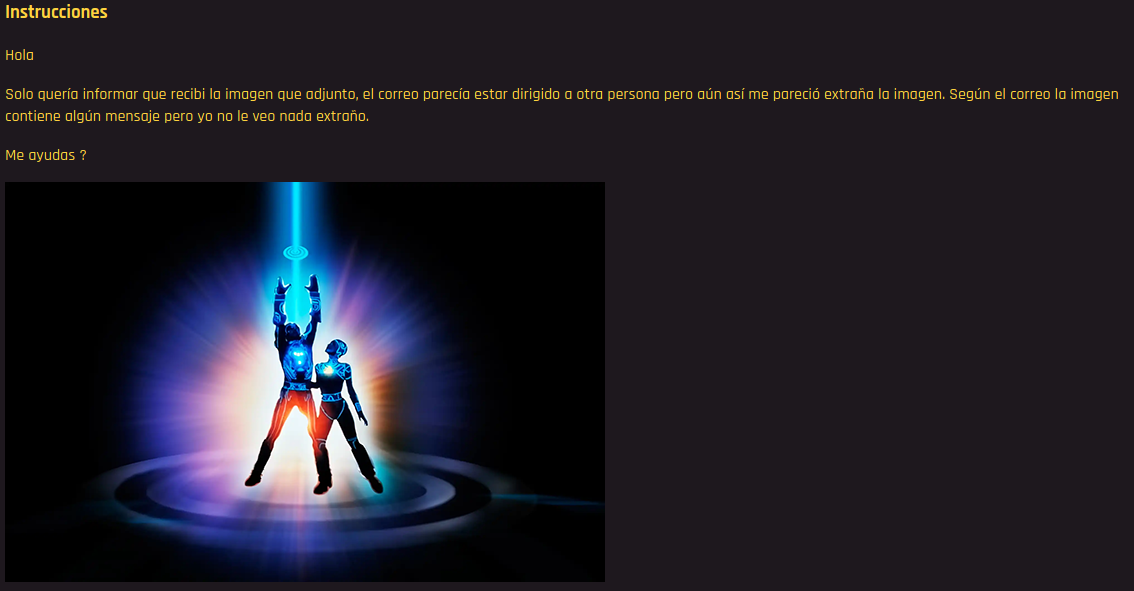 Instrucciones
Hola
Solo quería informar que recibi la imagen que adjunto, el correo parecía estar dirigido a otra persona pero aún así me pareció extraña la imagen. Según el correo la imagen
contiene algún mensaje pero yo no le veo nada extraño.
Me ayudas ?